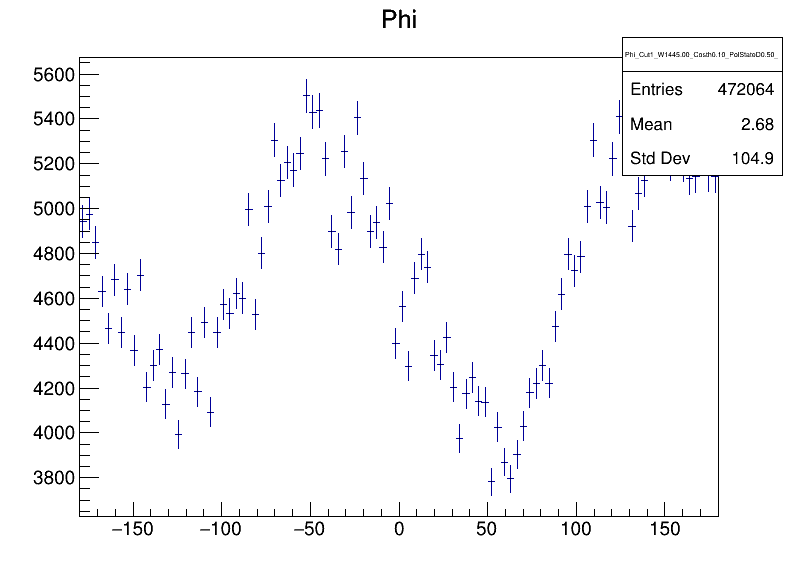 Phi
Phi_Cut1_W1445.00_Costh0.10_PolStateD0.50_
Entries 472064
Mean 2.68
Std Dev 104.9
5600
5400
5200
5000
4800
4600
4400
4200
4000
3800
−150 −100 −50 0 50 100 150